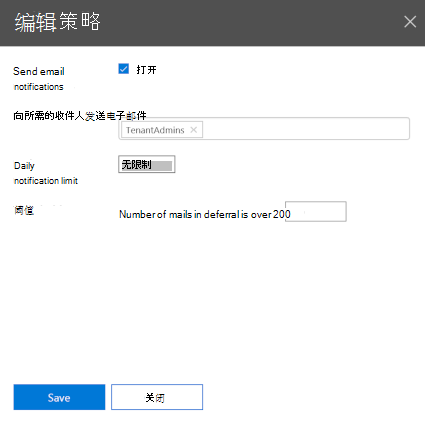 编辑策略
Send email
notifications
打开
向所需的收件人发送电子邮件
TenantAdmins
Daily
notification limit
无限制
阈值
Number of mails in deferral is over 200
Save
关闭